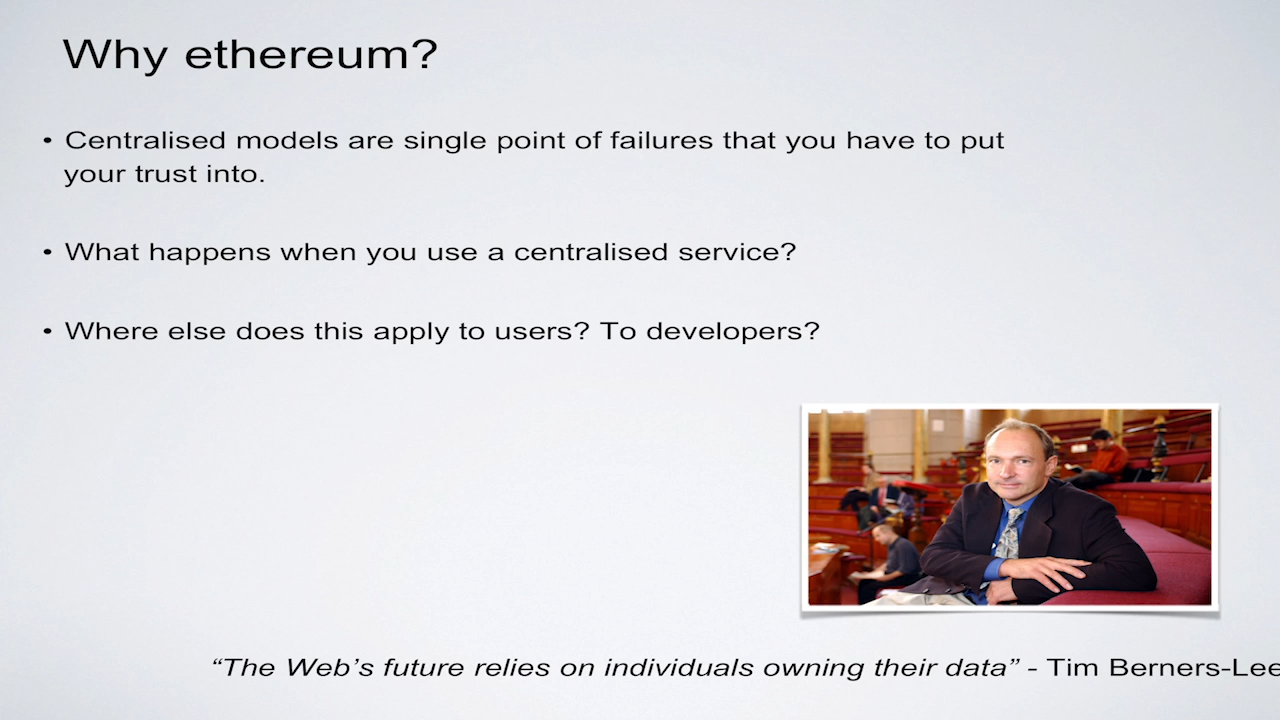 Why ethereum?
• Centralised models are single point of failures that you have to put
your trust into.
• What happens when you use a centralised service?
• Where else does this apply to users? To developers?
“The Web’s future relies on individuals owning their data” - Tim Berners-Lee